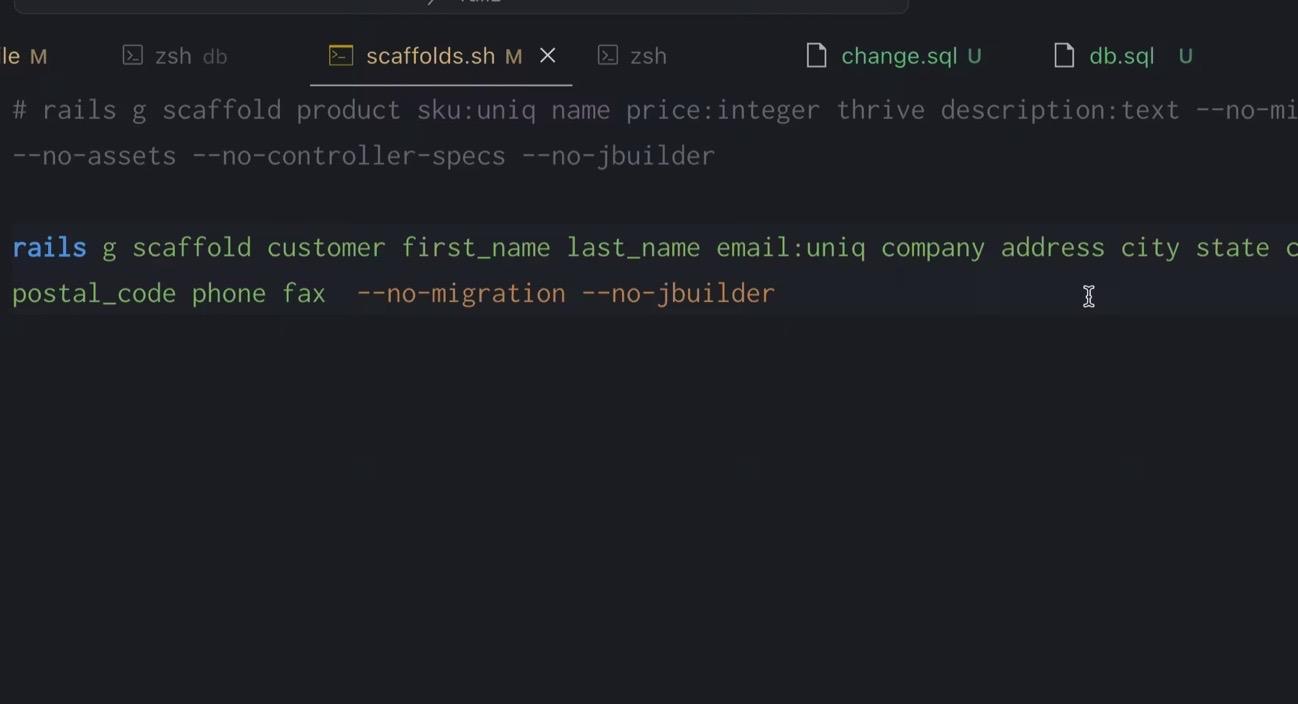 le M zsh db scaffolds.sh M zsh change.sql U db.sql U
# rails g scaffold product sku:uniq name price:integer thrive description:text --no-mi
--no-assets --no-controller-specs --no-jbuilder
rails g scaffold customer first_name last_name email:uniq company address city state c
postal_code phone fax --no-migration --no-jbuilder